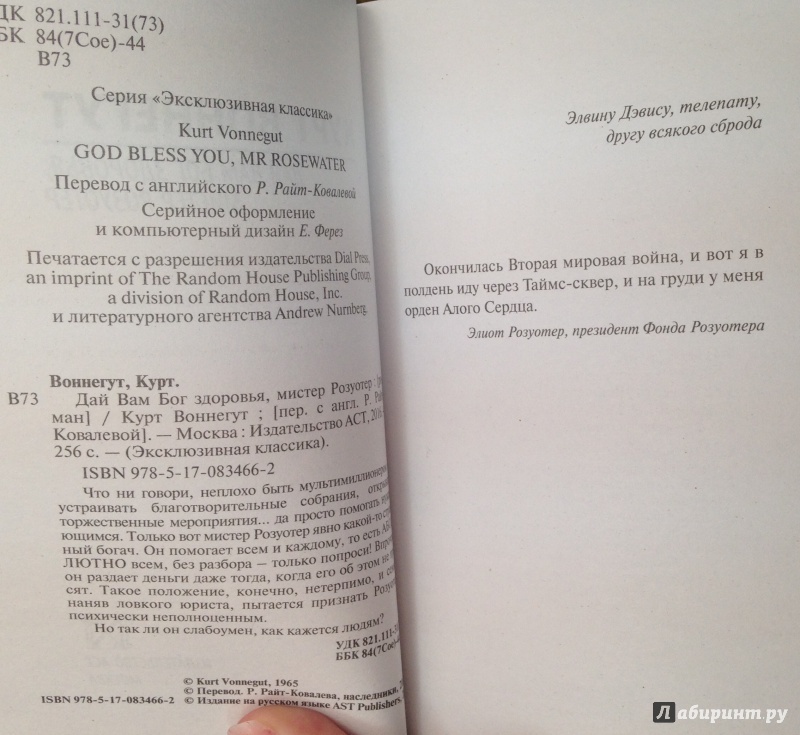 УДК 821.111-31(73)
ББК 84(7Сое)-44
В73
Серия «Эксклюзивная классика»
Kurt Vonnegut
GOD BLESS YOU, MR ROSEWATER
Перевод с английского Р. Райт-Ковалевой
Серийное оформление
и компьютерный дизайн Е. Ферез
Печатается с разрешения издательства Dial Press,
an imprint of The Random House Publishing Group,
a division of Random House, Inc.
и литературного агентства Andrew Nurnberg.
Воннегут, Курт.
В73 Дай Вам Бог здоровья, мистер Розуотер :
ман] / Курт Воннегут ; [пер. с англ. Р.
Ковалевой]. — Москва : Издательство АСТ, 2016
256 с. — (Эксклюзивная классика).
ISBN 978-5-17-083466-2
Что ни говори, неплохо быть мультимиллионером
устраивать благотворительные собрания,
торжественные мероприятия... да просто помогать
ющимся. Только вот мистер Розуотер явно какой-то
ный богач. Он помогает всем и каждому, то есть
ЛЮТНО всем, без разбора — только попроси!
он раздает деньги даже тогда, когда его об этом не
сят. Такое положение, конечно, нетерпимо, и
наняв ловкого юриста, пытается признать
психически неполноценным.
Но так ли он слабоумен, как кажется людям?
УДК 821.111-31
ББК 84(7Сое)-
© Kurt Vonnegut, 1965
© Перевод. Р. Райт-Ковалева, наследники,
ISBN 978-5-17-083466-2 © Издание на русском языке AST Publishers,
Элвину Дэвису, телепату,
другу всякого сброда
Окончилась Вторая мировая война, и вот я в
полдень иду через Таймс-сквер, и на груди у меня
орден Алого Сердца.
Элиот Розуотер, президент Фонда Розуотера
Лабиринт.ру